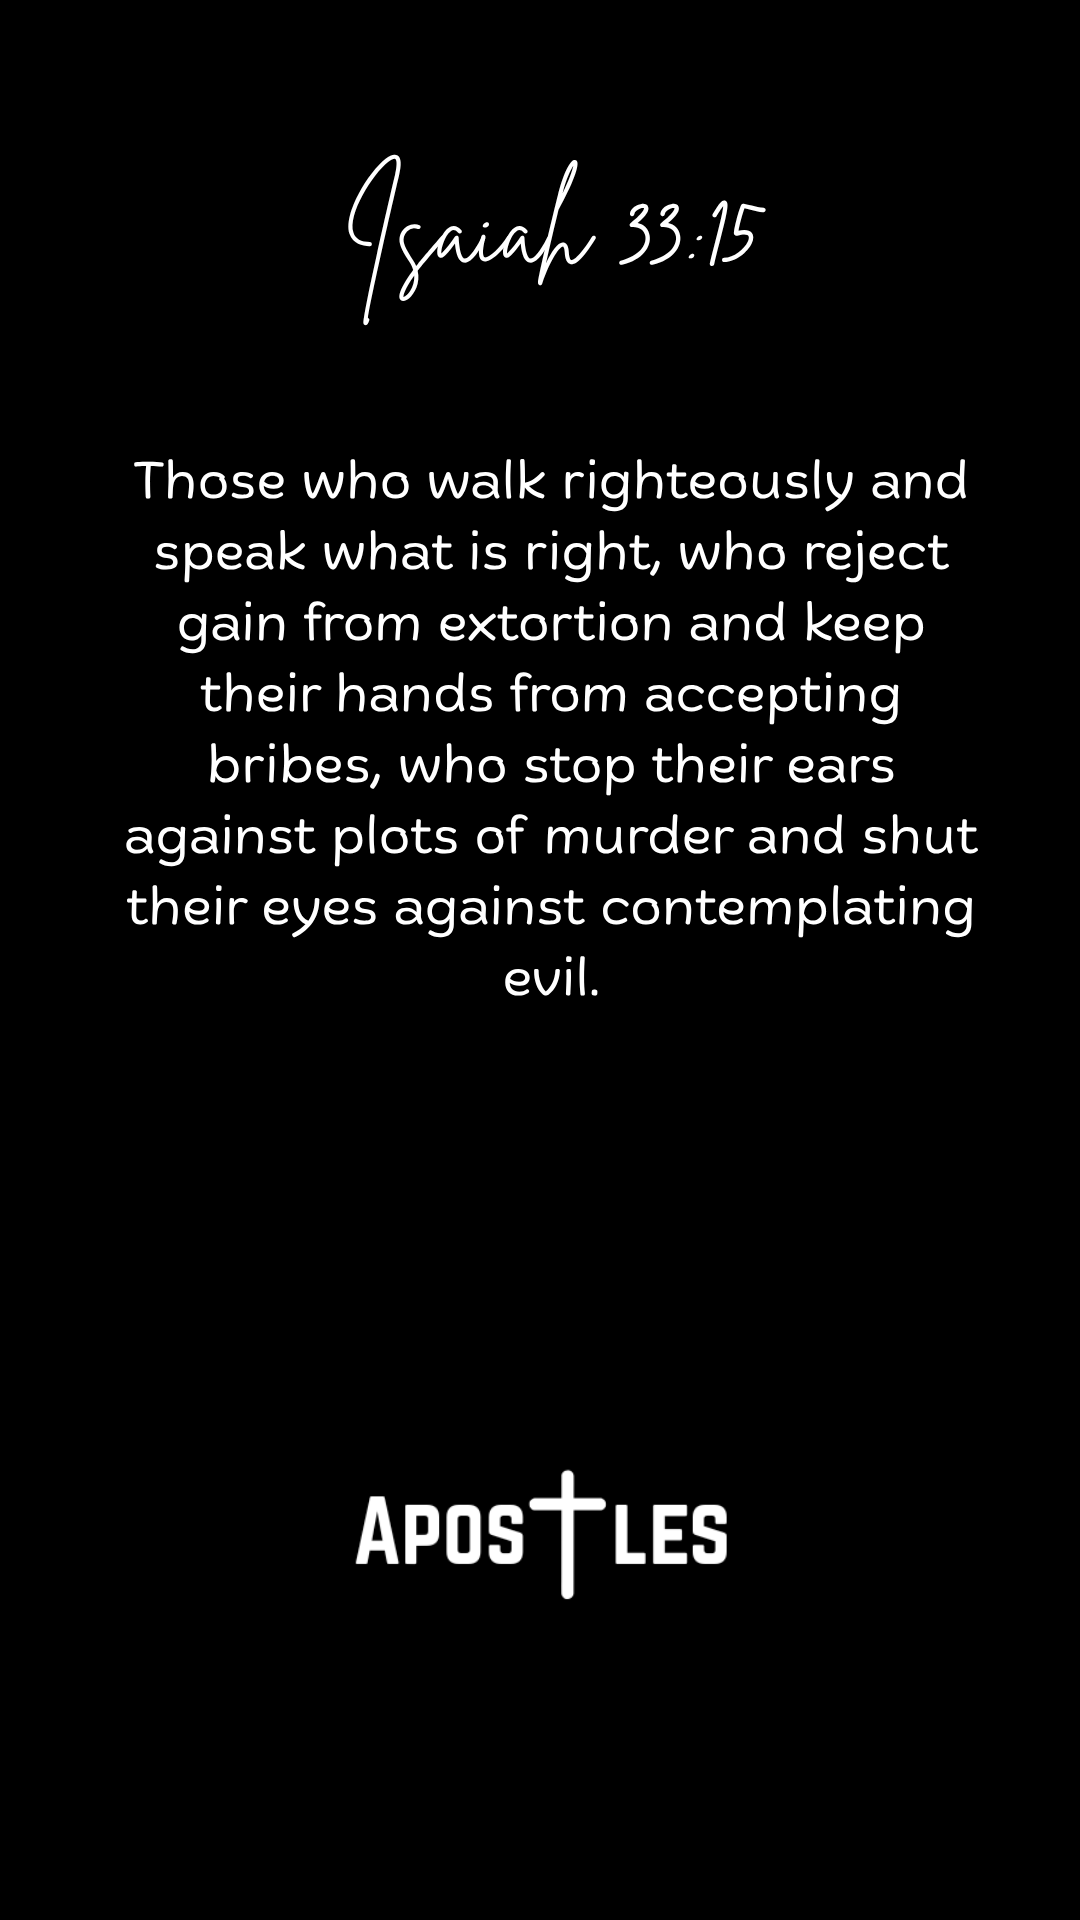 Isaiah 33:15
Those who walk righteously and
speak what is right, who reject
gain from extortion and keep
their hands from accepting
bribes, who stop their ears
against plots of murder and shut
their eyes against contemplating
evil.
APOSTLES